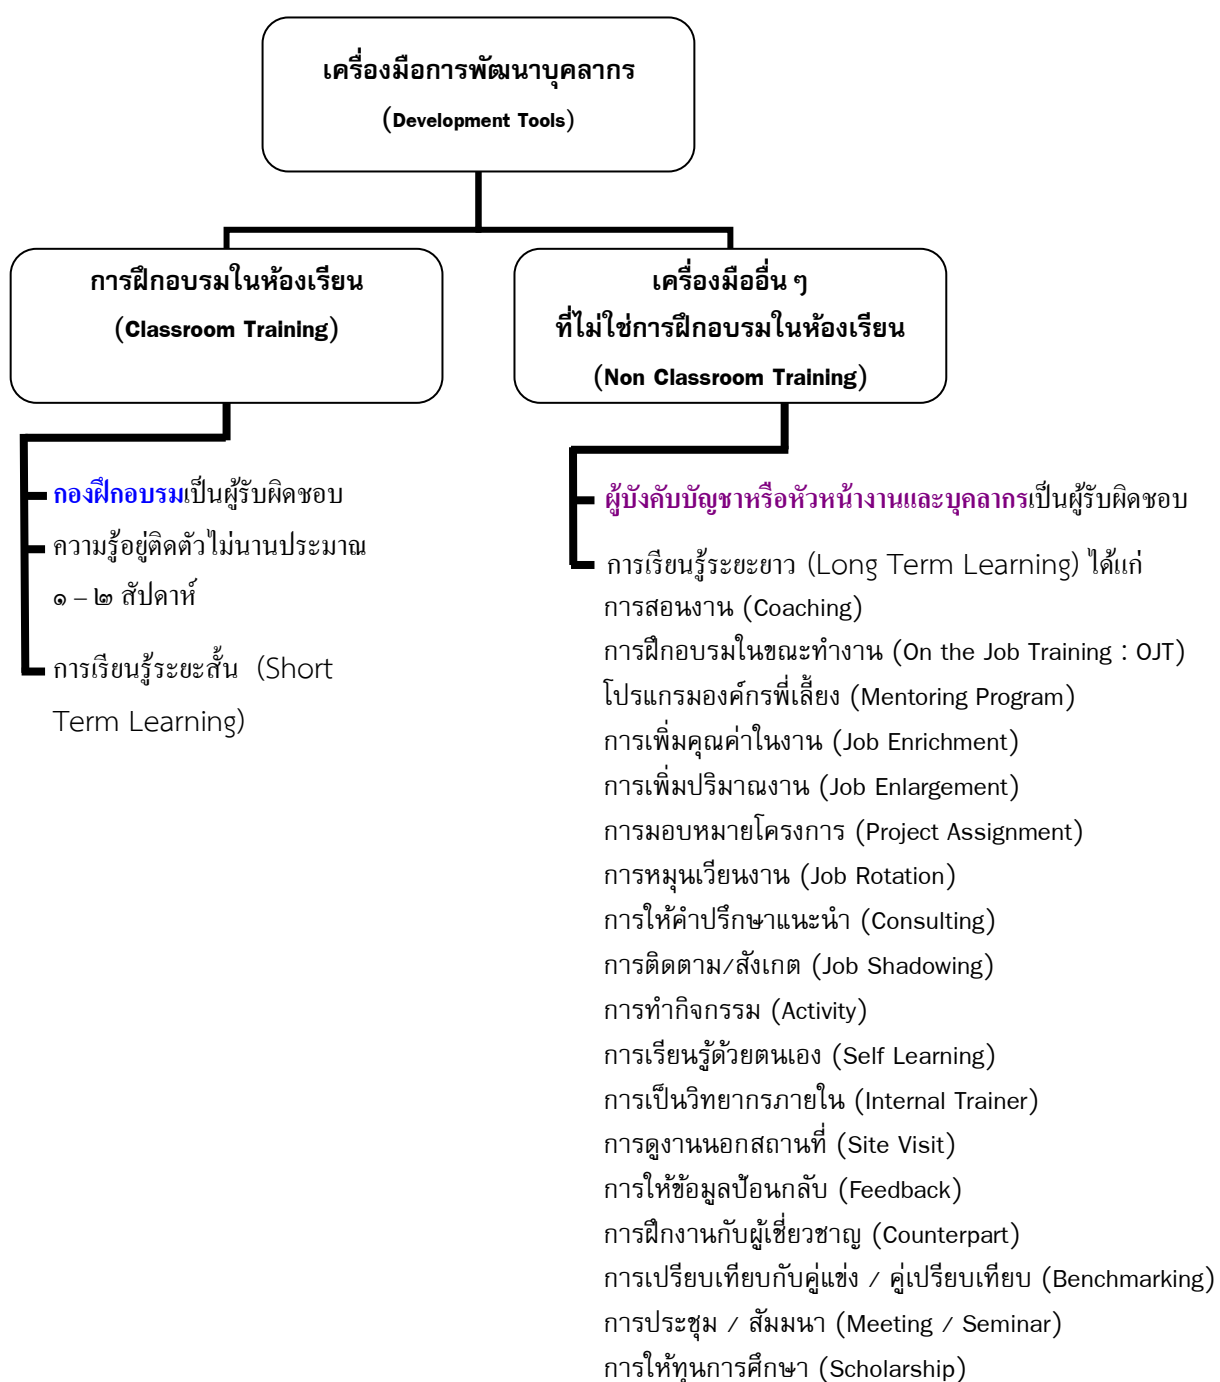 เครื่องมือการพัฒนาบุคลากร
(Development Tools)
การฝึกอบรมในห้องเรียน
(Classroom Training)
เครื่องมืออื่น ๆ
ที่ไม่ใช่การฝึกอบรมในห้องเรียน
(Non Classroom Training)
กองฝึกอบรมเป็นผู้รับผิดชอบ
ความรู้อยู่ติดตัวไม่นานประมาณ
๑ – ๒ สัปดาห์
การเรียนรู้ระยะสั้น (Short
Term Learning)
ผู้บังคับบัญชาหรือหัวหน้างานและบุคลากรเป็นผู้รับผิดชอบ
การเรียนรู้ระยะยาว (Long Term Learning) ได้แก่
การสอนงาน (Coaching)
การฝึกอบรมในขณะทำงาน (On the Job Training : OJT)
โปรแกรมองค์กรพี่เลี้ยง (Mentoring Program)
การเพิ่มคุณค่าในงาน (Job Enrichment)
การเพิ่มปริมาณงาน (Job Enlargement)
การมอบหมายโครงการ (Project Assignment)
การหมุนเวียนงาน (Job Rotation)
การให้คำปรึกษาแนะนำ (Consulting)
การติดตาม/สังเกต (Job Shadowing)
การทำกิจกรรม (Activity)
การเรียนรู้ด้วยตนเอง (Self Learning)
การเป็นวิทยากรภายใน (Internal Trainer)
การดูงานนอกสถานที่ (Site Visit)
การให้ข้อมูลป้อนกลับ (Feedback)
การฝึกงานกับผู้เชี่ยวชาญ (Counterpart)
การเปรียบเทียบกับคู่แข่ง / คู่เปรียบเทียบ (Benchmarking)
การประชุม / สัมมนา (Meeting / Seminar)
การให้ทุนการศึกษา (Scholarship)